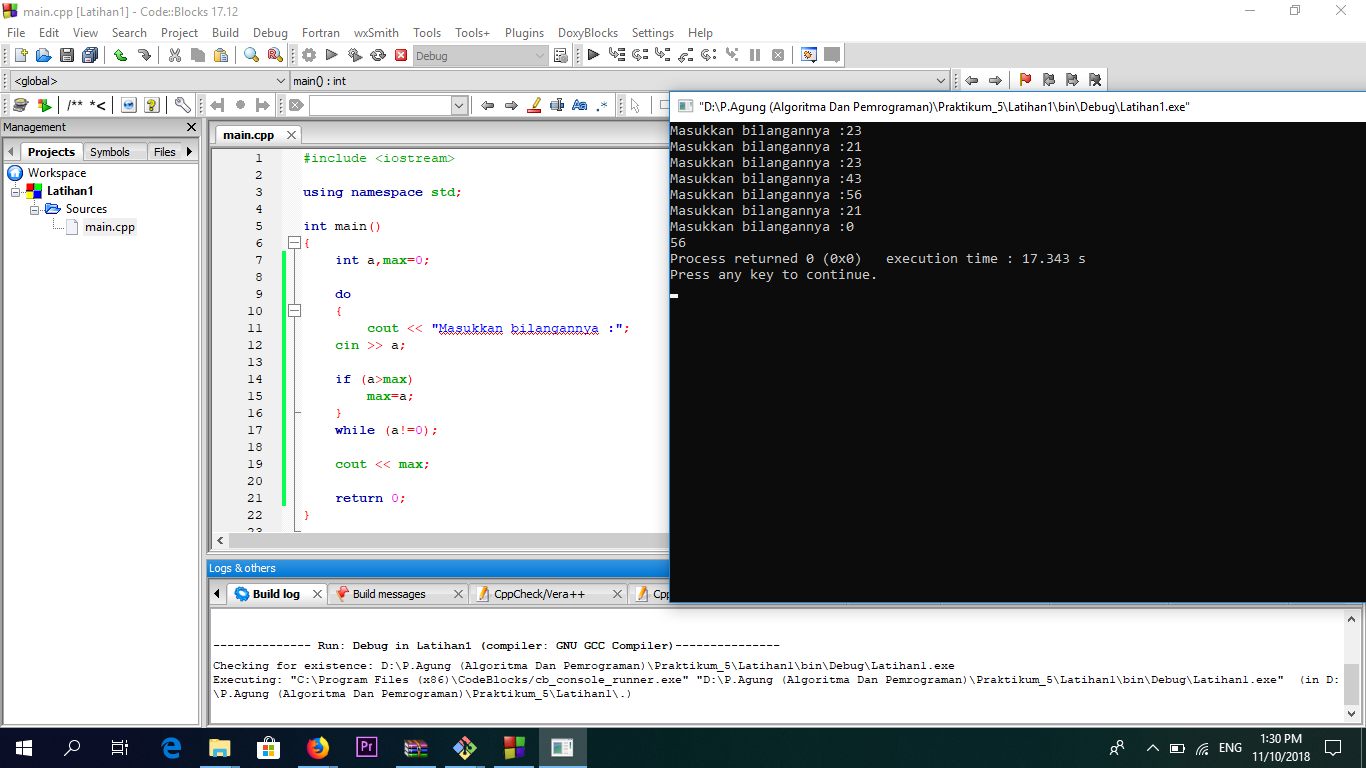 main.cpp [Latihan1] - Code::Blocks 17.12
File Edit View Search Project Build Debug Fortran wxSmith Tools Tools+ Plugins DoxyBlocks Settings Help
Debug
<global> main() : int
/** *< Aa .*
Management
Projects Symbols Files
Workspace
Latihan1
Sources
main.cpp
main.cpp
1 #include <iostream>
2
3 using namespace std;
4
5 int main()
6 {
7 int a,max=0;
8
9 do
10 {
11 cout << "Masukkan bilangannya :";
12 cin >> a;
13
14 if (a>max)
15 max=a;
16 }
17 while (a!=0);
18
19 cout << max;
20
21 return 0;
22 }
23
"D:\P.Agung (Algoritma Dan Pemrograman)\Praktikum_5\Latihan1\bin\Debug\Latihan1.exe"
Masukkan bilangannya :23
Masukkan bilangannya :21
Masukkan bilangannya :23
Masukkan bilangannya :43
Masukkan bilangannya :56
Masukkan bilangannya :21
Masukkan bilangannya :0
56
Process returned 0 (0x0)   execution time : 17.343 s
Press any key to continue.
Logs & others
Build log Build messages CppCheck/Vera++ Cpp
-------------- Run: Debug in Latihan1 (compiler: GNU GCC Compiler)---------------
Checking for existence: D:\P.Agung (Algoritma Dan Pemrograman)\Praktikum_5\Latihan1\bin\Debug\Latihan1.exe
Executing: "C:\Program Files (x86)\CodeBlocks/cb_console_runner.exe" "D:\P.Agung (Algoritma Dan Pemrograman)\Praktikum_5\Latihan1\bin\Debug\Latihan1.exe"  (in D:
\P.Agung (Algoritma Dan Pemrograman)\Praktikum_5\Latihan1\.)
Pr
ENG
1:30 PM
11/10/2018